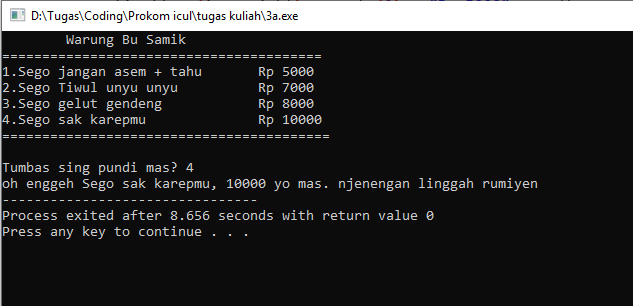 D:\Tugas\Coding\Prokom icul\tugas kuliah\3a.exe
Warung Bu Samik
========================================
1.Sego jangan asem + tahu       Rp 5000
2.Sego Tiwul unyu unyu          Rp 7000
3.Sego gelut gendeng            Rp 8000
4.Sego sak karepmu              Rp 10000
=========================================
Tumbas sing pundi mas? 4
oh enggeh Sego sak karepmu, 10000 yo mas. njenengan linggah rumiyen
--------------------------------
Process exited after 8.656 seconds with return value 0
Press any key to continue . . .